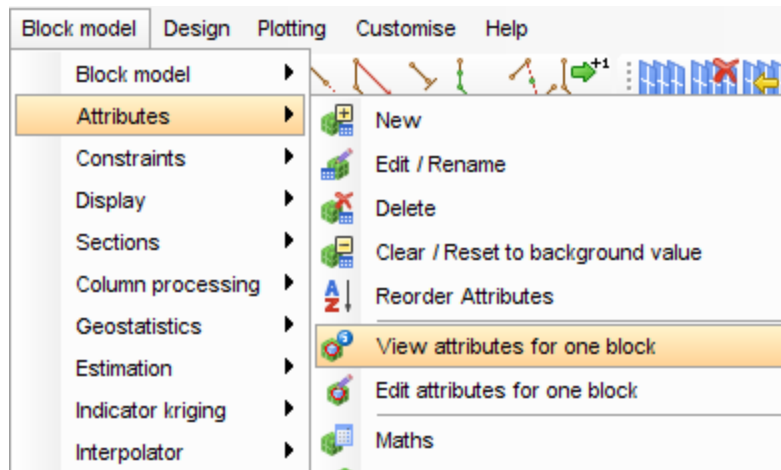 Block model Design Plotting Customise Help
Block model
Attributes
Constraints
Display
Sections
Column processing
Geostatistics
Estimation
Indicator kriging
Interpolator
+1
New
Edit / Rename
Delete
Clear / Reset to background value
A
Z
Reorder Attributes
View attributes for one block
Edit attributes for one block
Maths